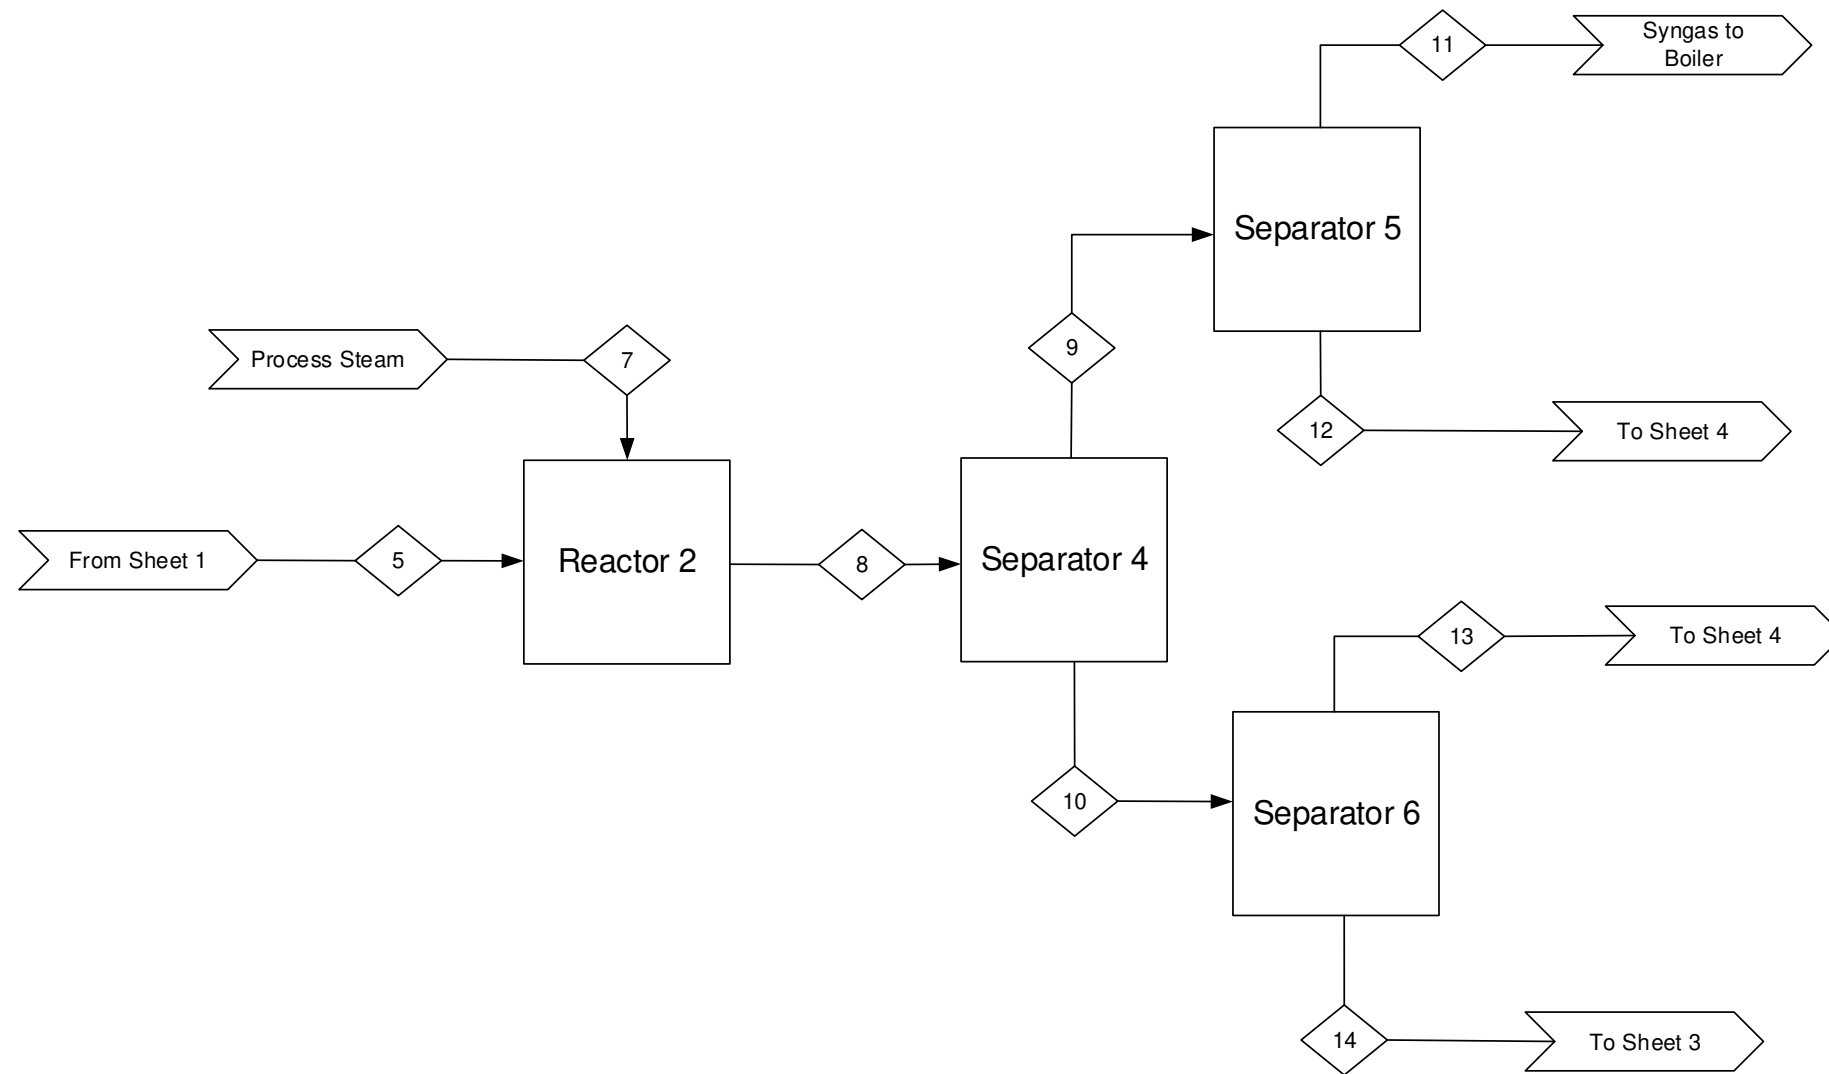 11
Syngas to
Boiler
Separator 5
9
Process Steam
7
12
To Sheet 4
From Sheet 1
5
Reactor 2
8
Separator 4
13
To Sheet 4
10
Separator 6
14
To Sheet 3